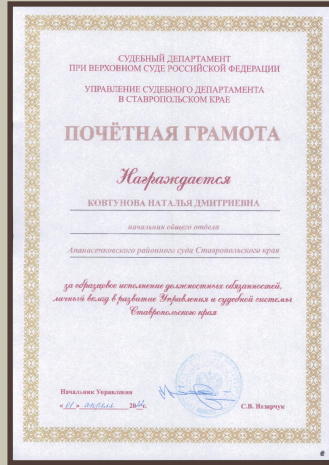 СУДЕБНЫЙ ДЕПАРТАМЕНТ
ПРИ ВЕРХОВНОМ СУДЕ РОССИЙСКОЙ ФЕДЕРАЦИИ
УПРАВЛЕНИЕ СУДЕБНОГО ДЕПАРТАМЕНТА
В СТАВРОПОЛЬСКОМ КРАЕ
ПОЧЁТНАЯ ГРАМОТА
Награждается
КОВТУНОВА НАТАЛЬЯ ДМИТРИЕВНА
начальник общего отдела
Апанасенковского районного суда Ставропольского края
за образцовое исполнение должностных обязанностей,
личный вклад в развитие Управления и судебной системы
Ставропольского края
Начальник Управления
апреля
С.В. Назарчук